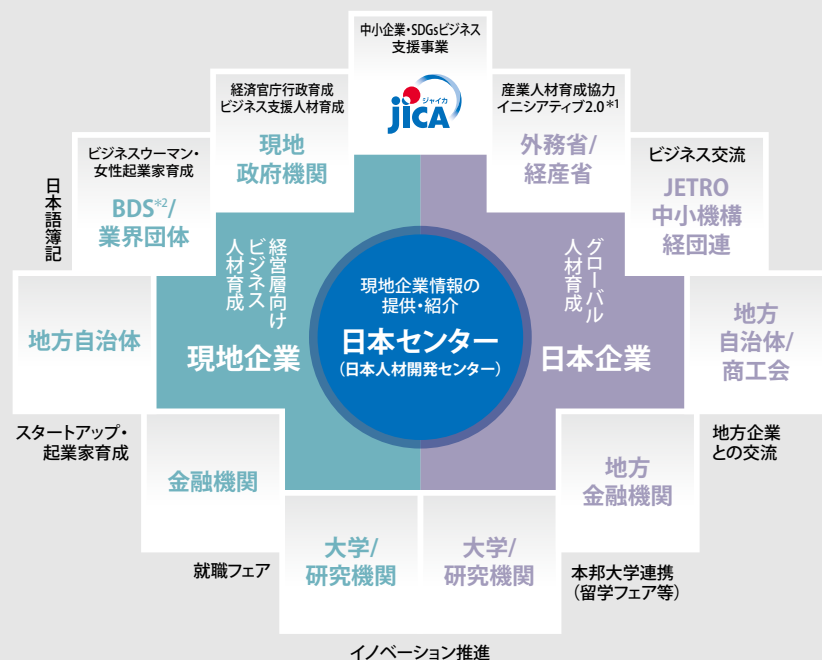 中小企業・SDGsビジネス
支援事業
ジャイカ
JICA
経済官庁行政育成
ビジネス支援人材育成
現地
政府機関
産業人材育成協力
イニシアティブ2.0*1
外務省/
経産省
ビジネスウーマン・
女性起業家育成
BDS*2/
業界団体
ビジネス交流
JETRO
中小機構
経団連
日本語簿記
地方自治体
経営層向け
ビジネス
人材育成
現地企業
現地企業情報の
提供・紹介
日本センター
(日本人材開発センター)
グローバル
人材育成
日本企業
地方
自治体/
商工会
スタートアップ・
起業家育成
金融機関
地方
金融機関
地方企業
との交流
就職フェア
大学/
研究機関
大学/
研究機関
本邦大学連携
(留学フェア等)
イノベーション推進